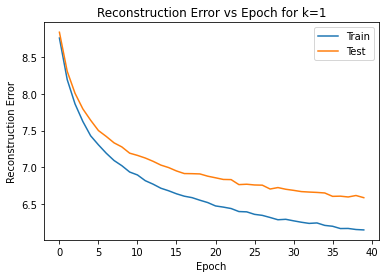 Reconstruction Error vs Epoch for k=1
Train
Test
Reconstruction Error
8.5
8.0
7.5
7.0
6.5
0 5 10 15 20 25 30 35 40
Epoch